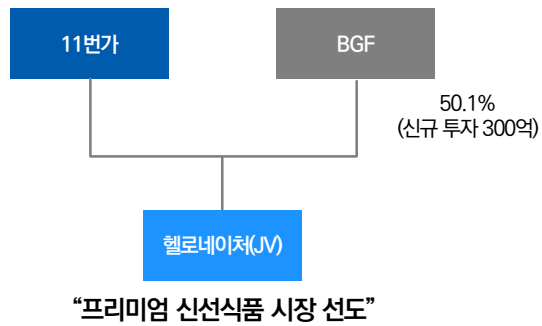 11번가
BGF
50.1%
(신규 투자 300억)
헬로네이처(JV)
“프리미엄 신선식품 시장 선도”